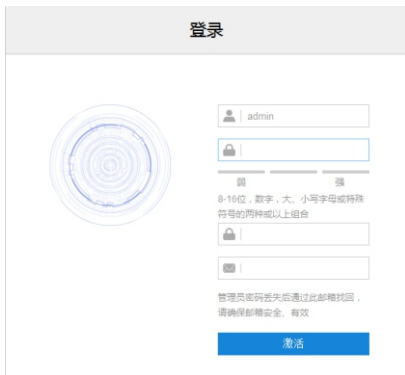 登录
admin
弱 强
8-16位，数字，大、小写字母或特殊
符号的两种或以上组合
管理员密码丢失后通过此邮箱找回，
请确保邮箱安全、有效
激活